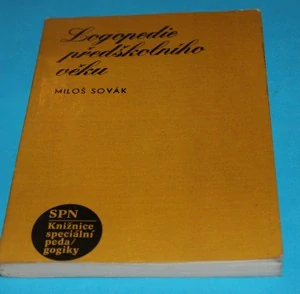 Logopedie
předškolního
věku
MILOŠ SOVÁK
SPN
Knižnice
speciální
peda/
gogiky